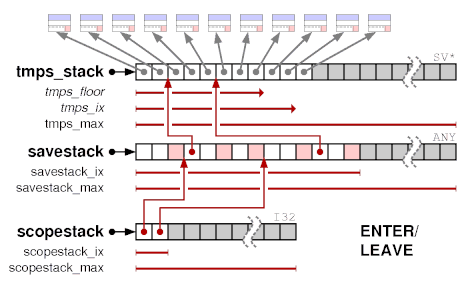 SV*
tmps_stack
tmps_floor
tmps_ix
tmps_max
ANY
savestack
savestack_ix
savestack_max
I32
scopestack
scopestack_ix
scopestack_max
ENTER/
LEAVE